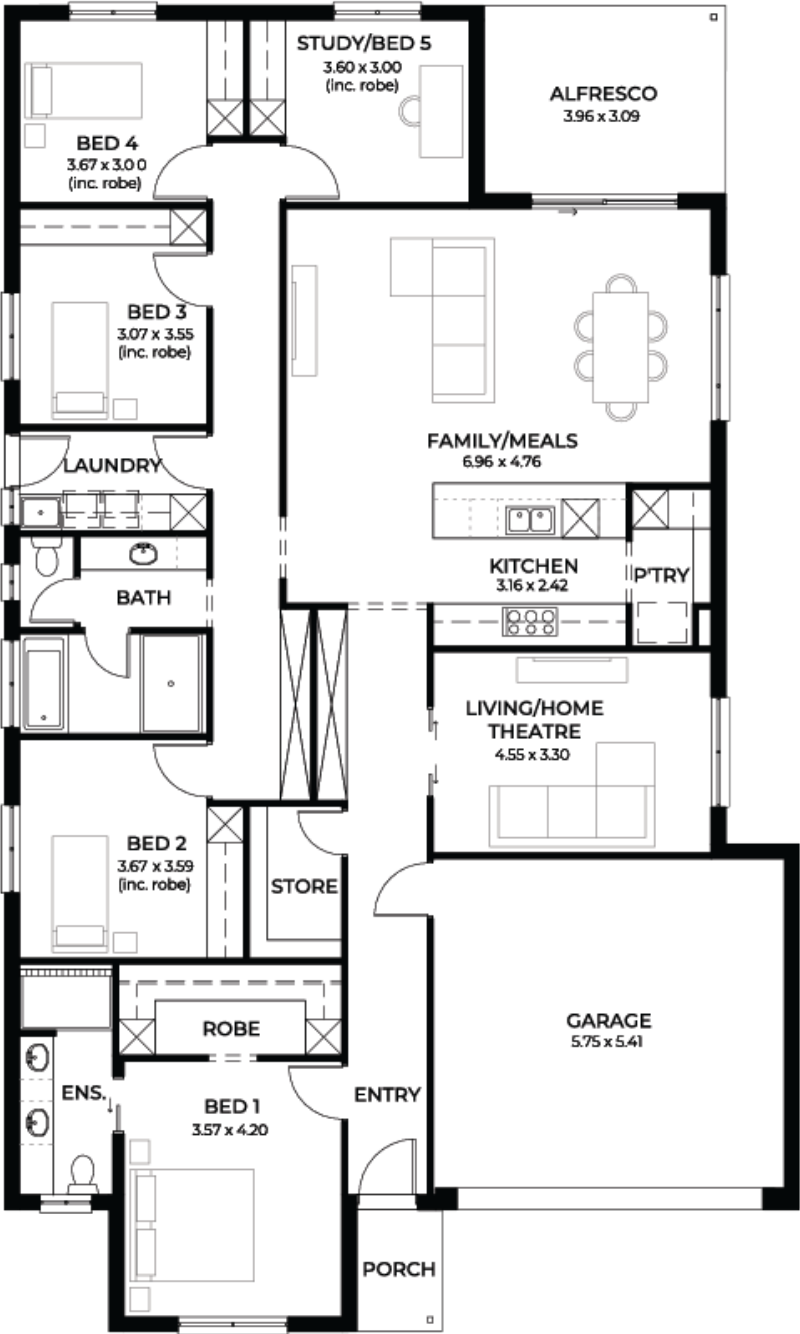 STUDY/BED 5
3.60 x 3.00
(inc. robe)
ALFRESCO
3.96 x 3.09
BED 4
3.67 x 3.0 0
(inc. robe)
BED 3
3.07 x 3.55
(inc. robe)
FAMILY/MEALS
6.96 x 4.76
LAUNDRY
KITCHEN
3.16 x 2.42
P'TRY
BATH
LIVING/HOME
THEATRE
4.55 x 3.30
BED 2
3.67 x 3.59
(inc. robe)
STORE
ROBE
GARAGE
5.75 x 5.41
ENS.
ENTRY
BED 1
3.57 x 4.20
PORCH